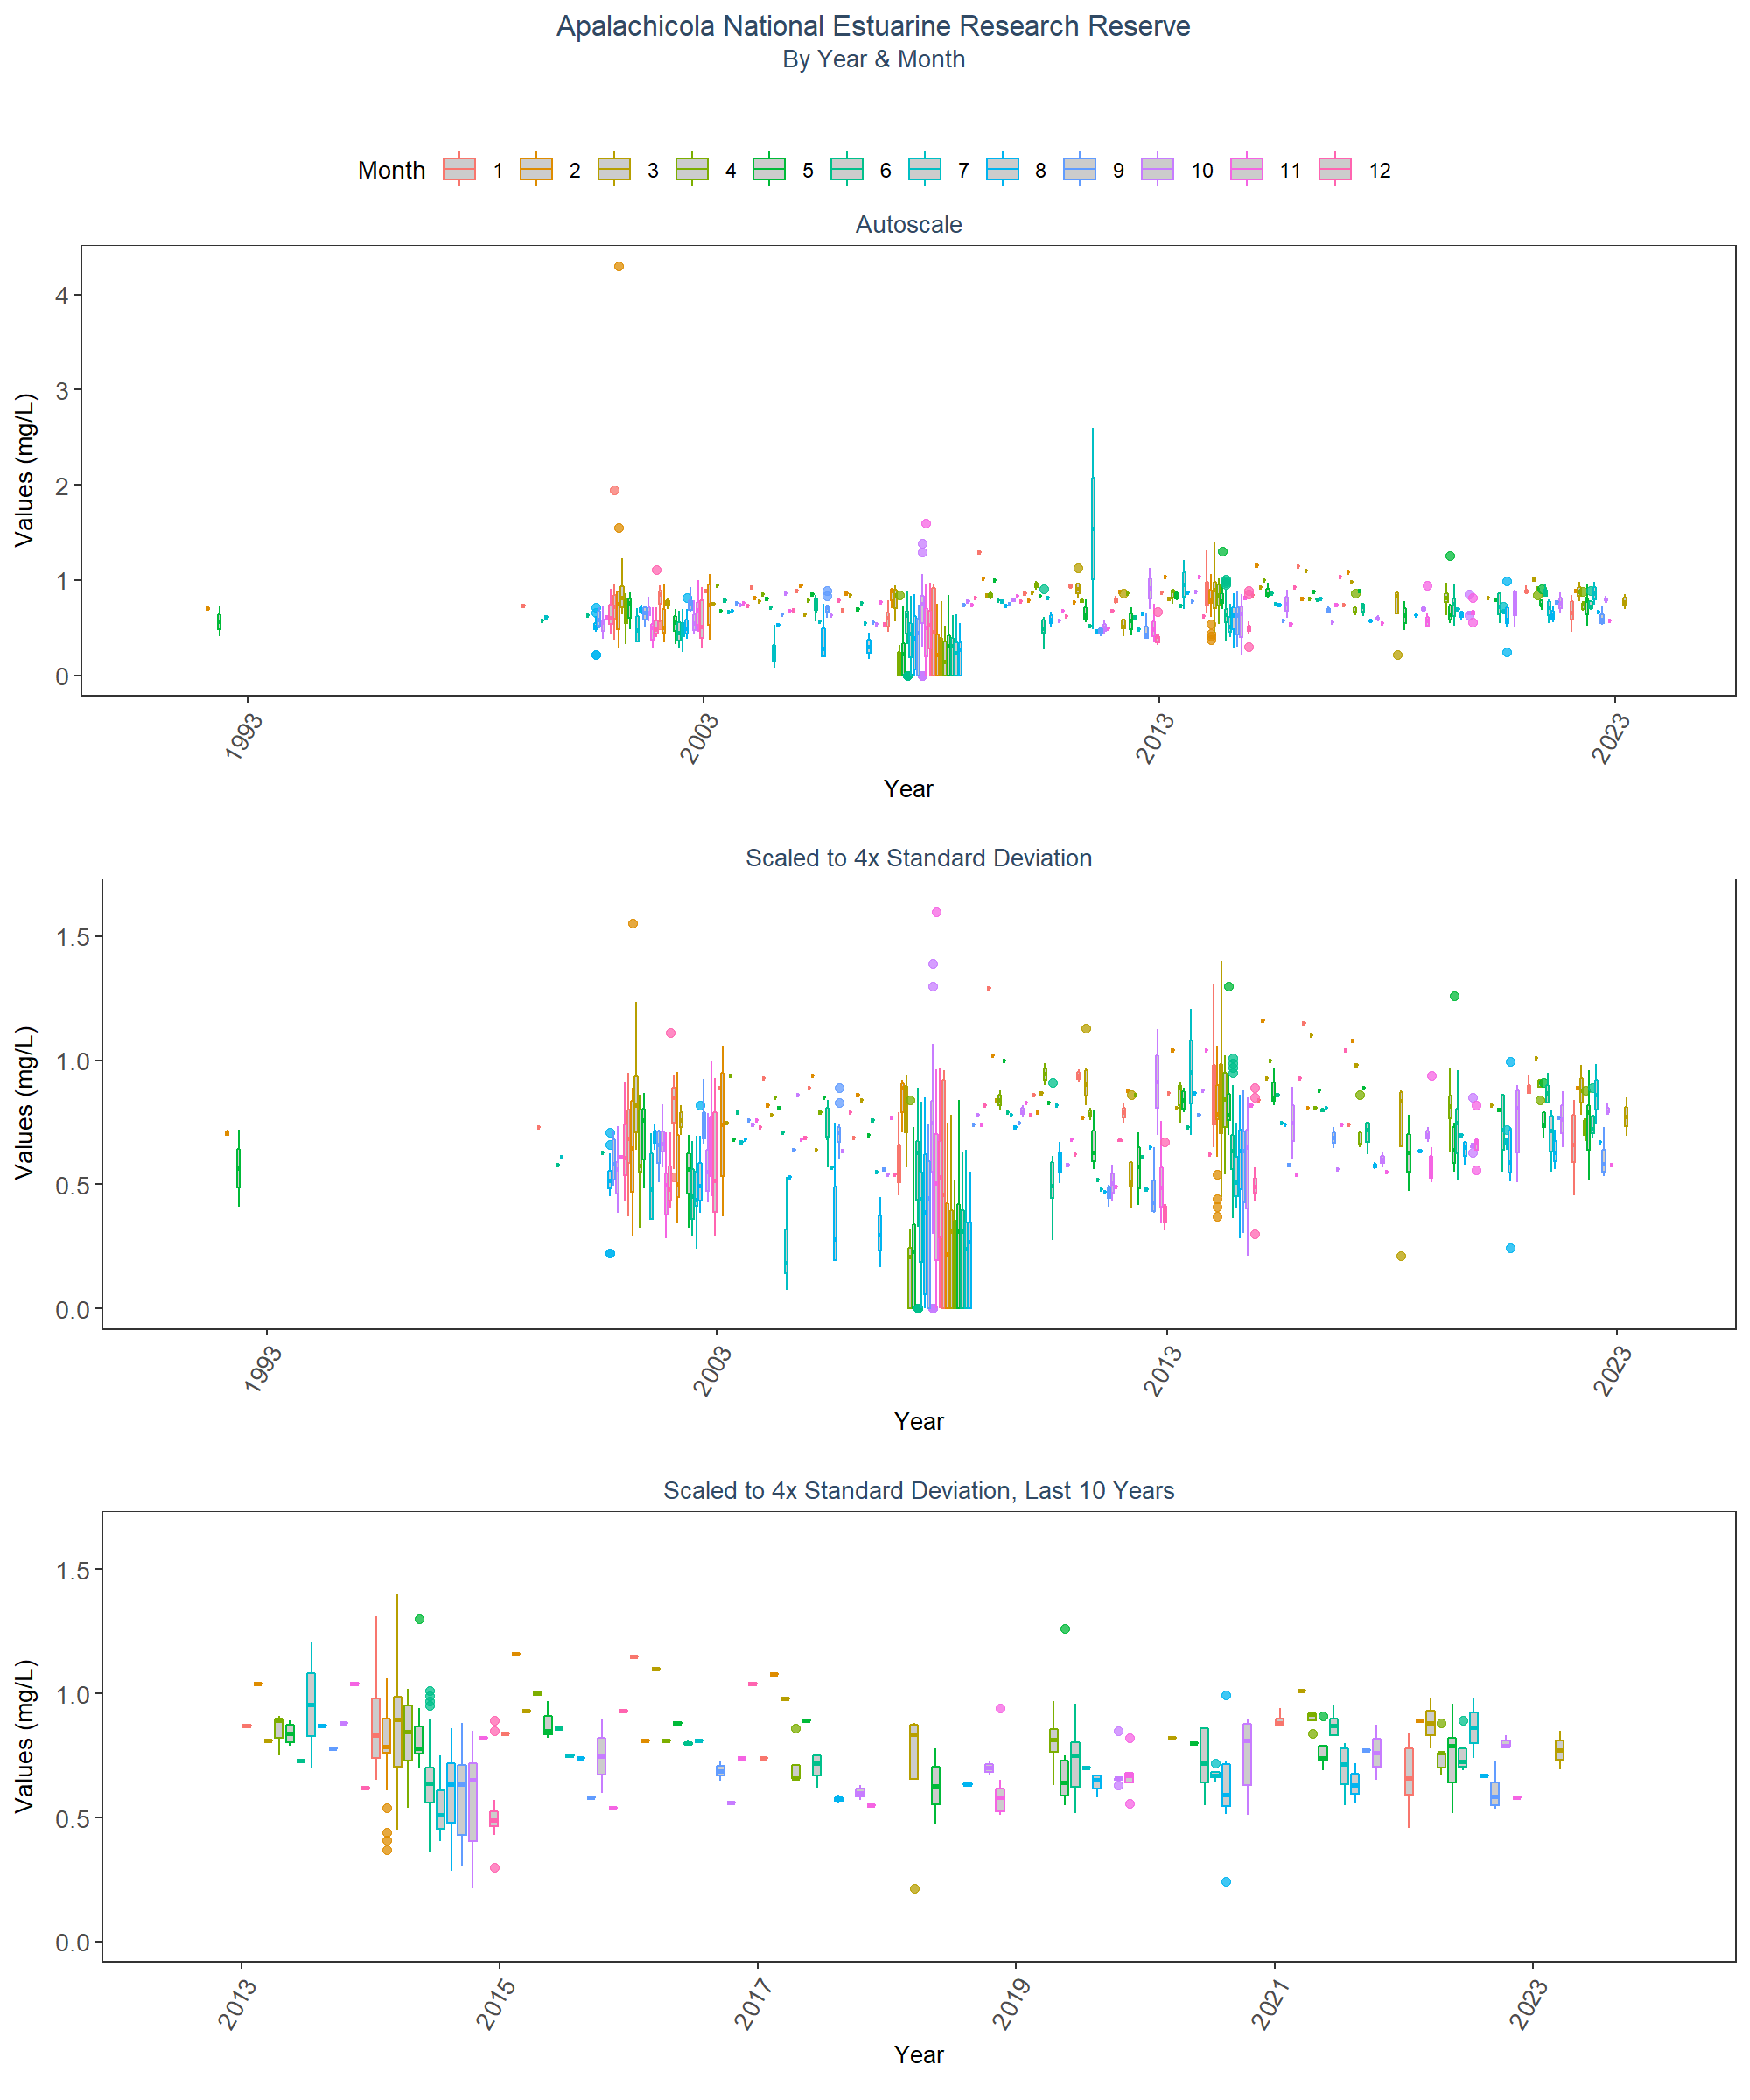 Apalachicola National Estuarine Research Reserve
By Year & Month
Month 1 2 3 4 5 6 7 8 9 10 11 12
Autoscale
Values (mg/L)
4
3
2
1
0
1993 2003 2013 2023
Year
Scaled to 4x Standard Deviation
Values (mg/L)
1.5
1.0
0.5
0.0
1993 2003 2013 2023
Year
Scaled to 4x Standard Deviation, Last 10 Years
Values (mg/L)
1.5
1.0
0.5
0.0
2013 2015 2017 2019 2021 2023
Year